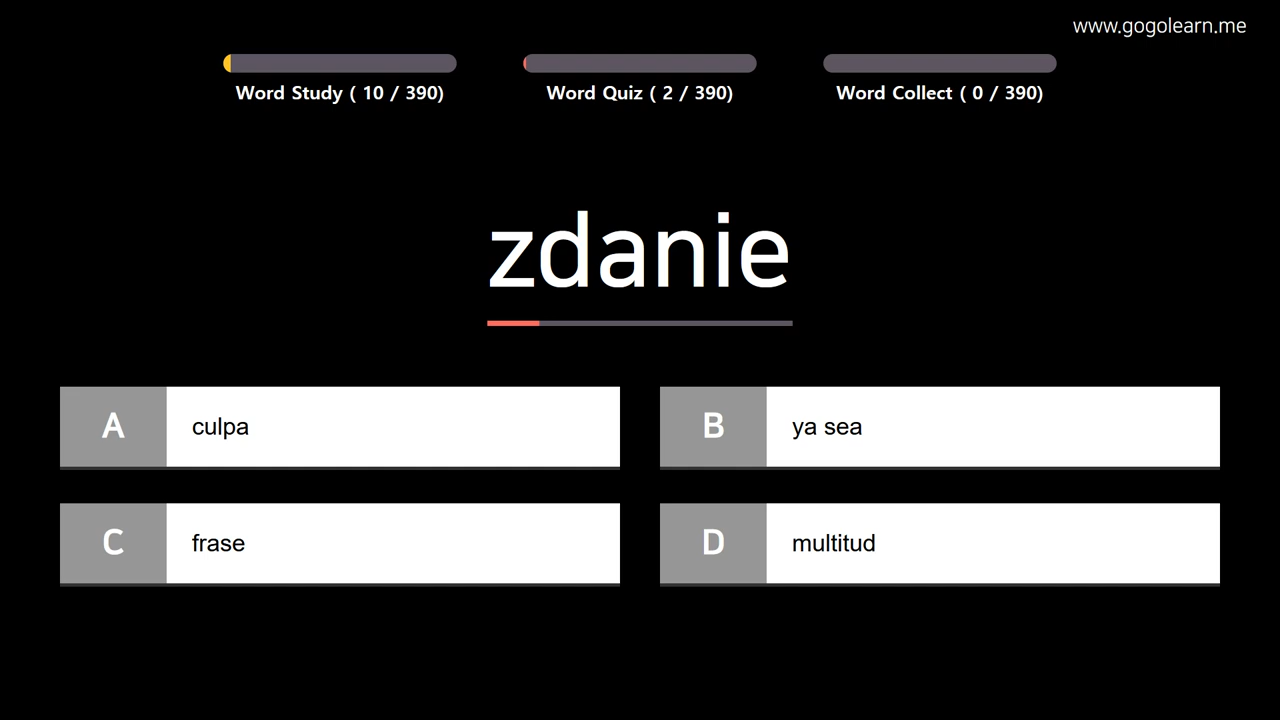 www.gogolearn.me
Word Study ( 10 / 390)
Word Quiz ( 2 / 390)
Word Collect ( 0 / 390)
zdanie
A culpa
B ya sea
C frase
D multitud